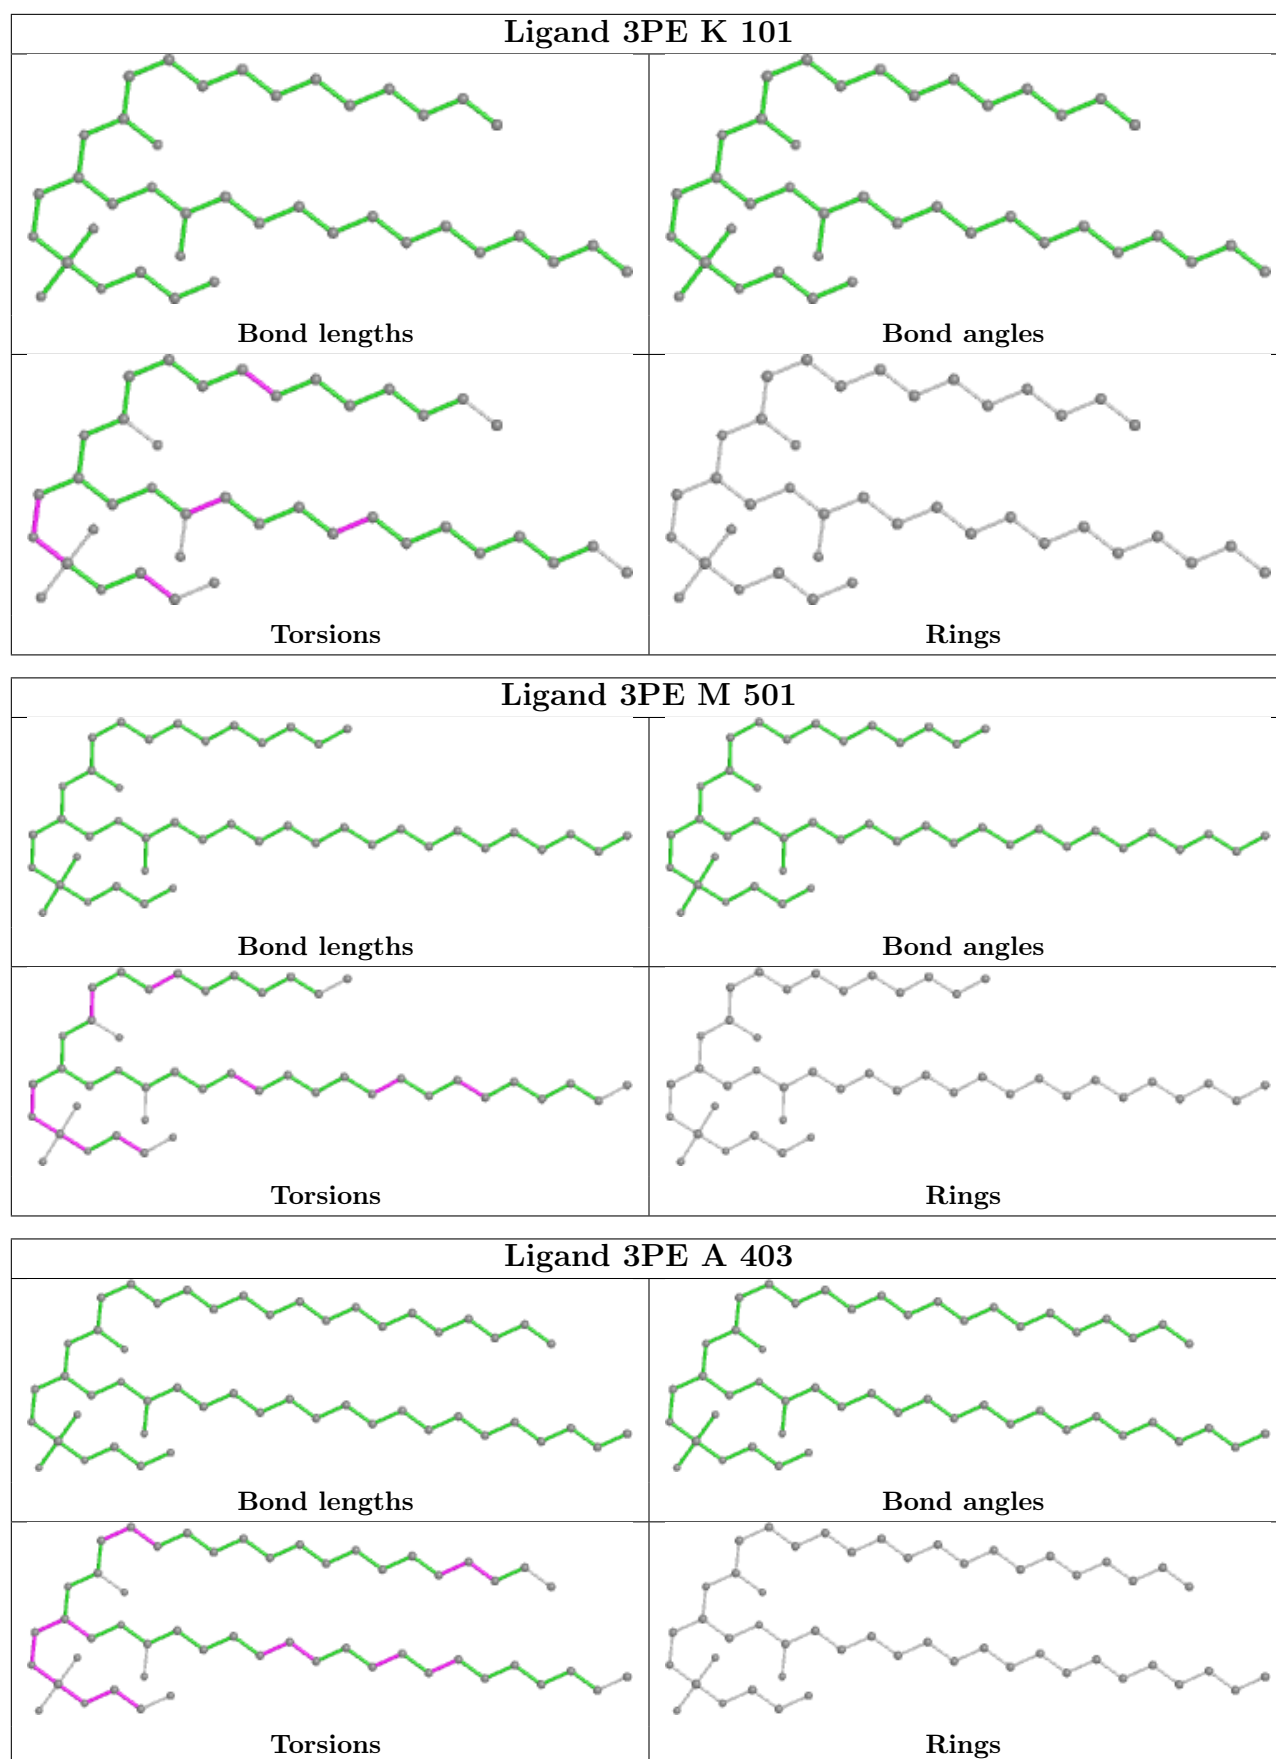 Ligand 3PE K 101
Bond lengths
Bond angles
Torsions
Rings
Ligand 3PE M 501
Bond lengths
Bond angles
Torsions
Rings
Ligand 3PE A 403
Bond lengths
Bond angles
Torsions
Rings